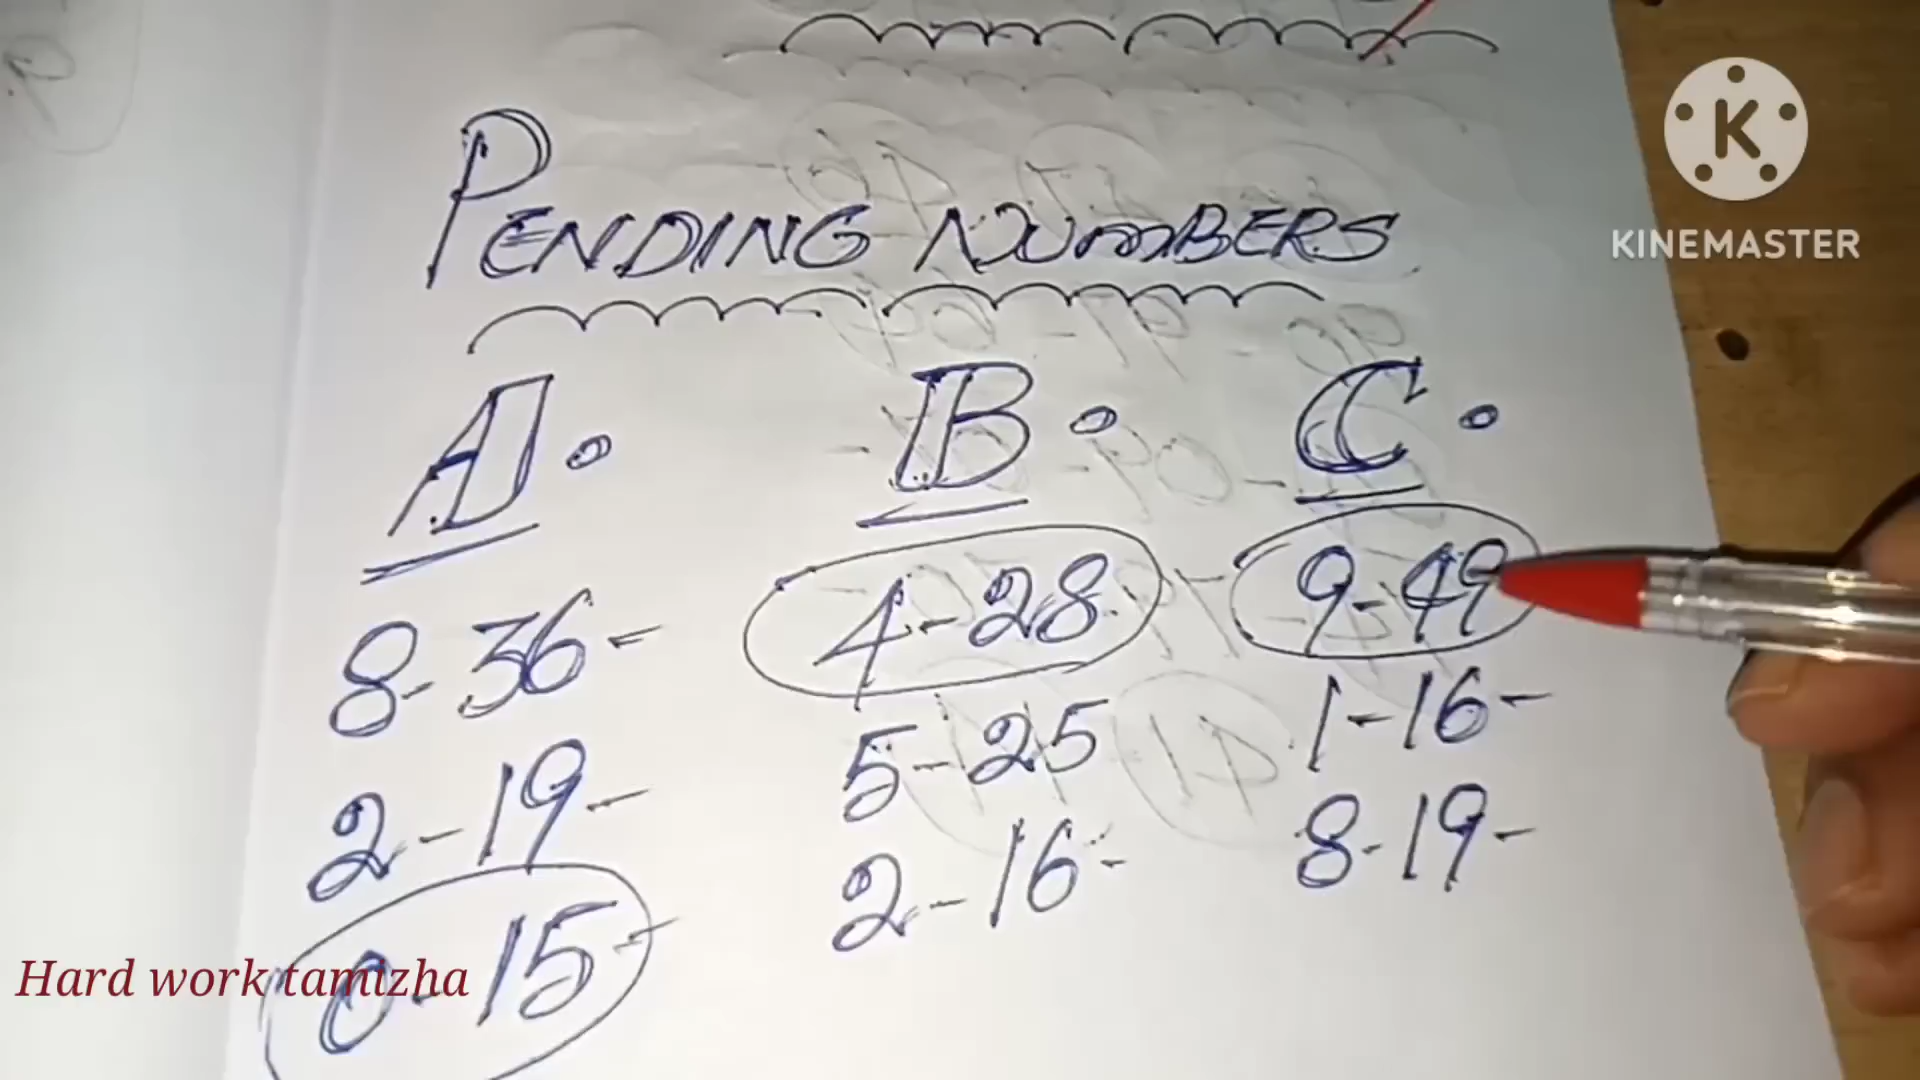 K
KINEMASTER
PENDING NUMBERS
A. B. C.
8-36- 4-28 9-49
2-19- 5-25 1-16-
0-15- 2-16- 8-19-
Hard work tamizha